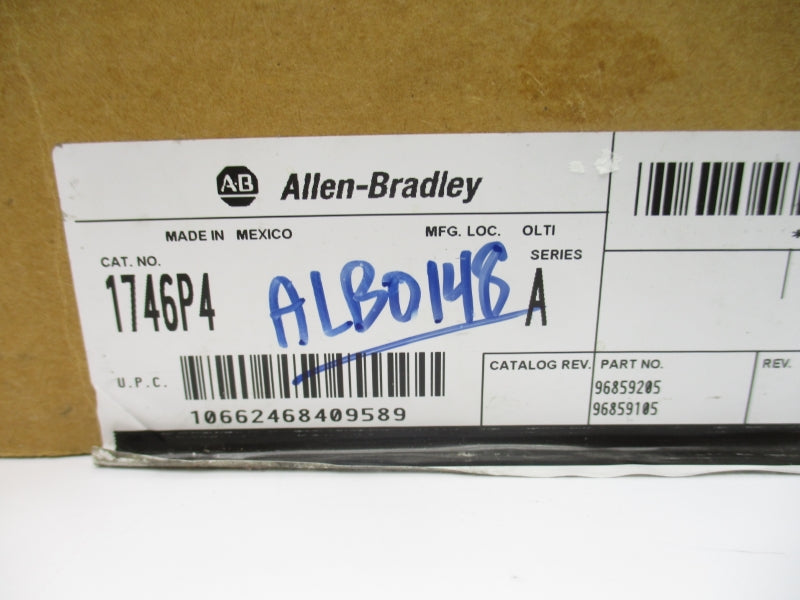 A-B Allen-Bradley
MADE IN MEXICO MFG. LOC. OLTI
CAT. NO. SERIES
1746P4 ALB0148 A
U.P.C.
10662468409589
CATALOG REV. PART NO. REV.
96859205
96859105
*